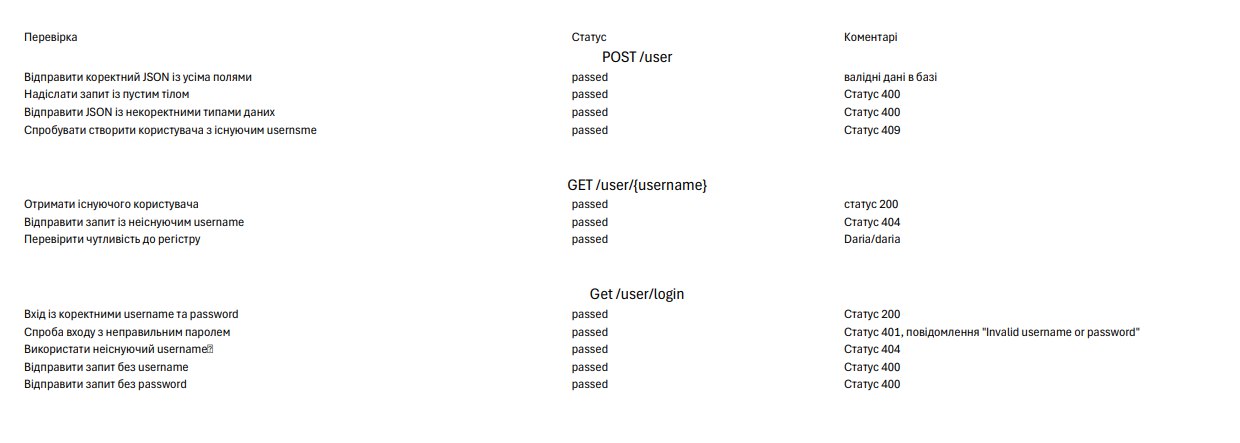 Перевірка Статус Коментарі
POST /user
Відправити коректний JSON із усіма полями passed валідні дані в базі
Надіслати запит із пустим тілом passed Статус 400
Відправити JSON із некоректними типами даних passed Статус 400
Спробувати створити користувача з існуючим usernsme passed Статус 409
GET /user/{username}
Отримати існуючого користувача passed статус 200
Відправити запит із неіснуючим username passed Статус 404
Перевірити чутливість до регістру passed Daria/daria
Get /user/login
Вхід із коректними username та password passed Статус 200
Спроба входу з неправильним паролем passed Статус 401, повідомлення "Invalid username or password"
Використати неіснуючий username passed Статус 404
Відправити запит без username passed Статус 400
Відправити запит без password passed Статус 400